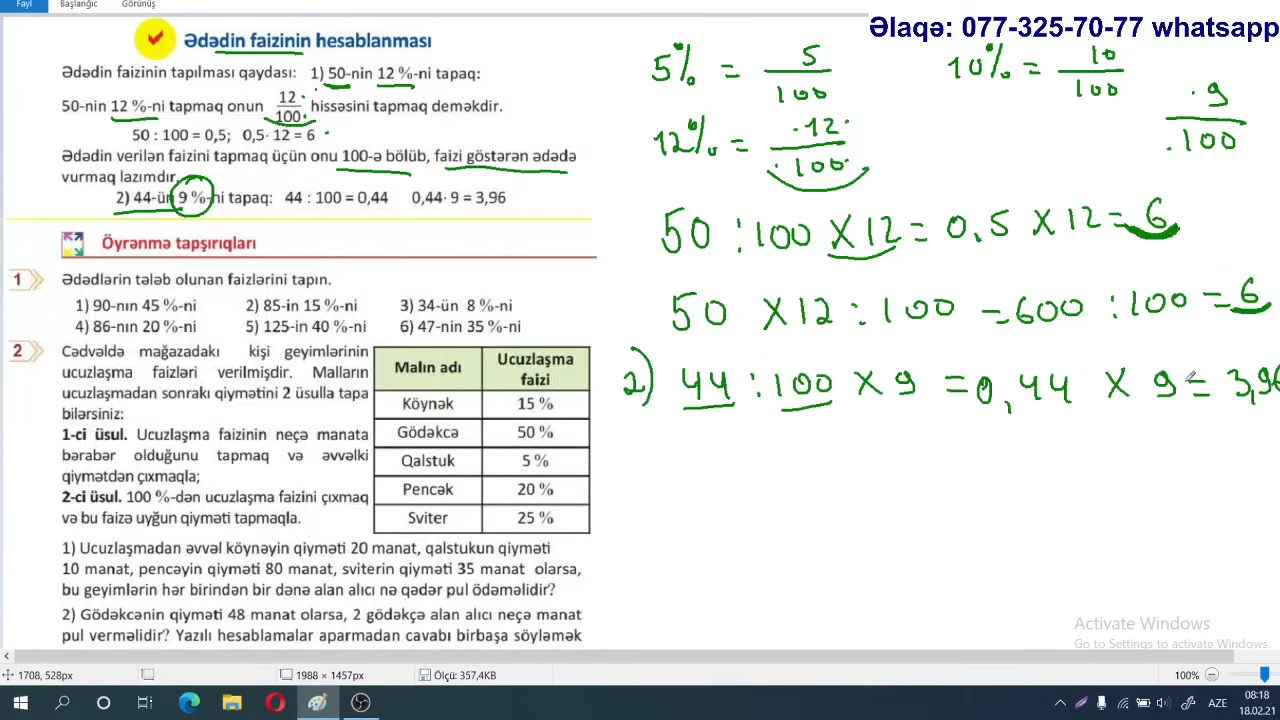 Fayl Başlanğıc Görünüş
Əlaqə: 077-325-70-77 whatsapp
Ədədin faizinin hesablanması
Ədədin faizinin tapılması qaydası: 1) 50-nin 12 %-ni tapaq:
50-nin 12 %-ni tapmaq onun 12/100 hissəsini tapmaq deməkdir.
50 : 100 = 0,5; 0,5· 12 = 6
Ədədin verilən faizini tapmaq üçün onu 100-ə bölüb, faizi göstərən ədədə
vurmaq lazımdır.
2) 44-ün 9 %-ni tapaq: 44 : 100 = 0,44 0,44· 9 = 3,96
Öyrənmə tapşırıqları
1 Ədədlərin tələb olunan faizlərini tapın.
1) 90-nın 45 %-ni 2) 85-in 15 %-ni 3) 34-ün 8 %-ni
4) 86-nın 20 %-ni 5) 125-in 40 %-ni 6) 47-nin 35 %-ni
2 Cədvəldə mağazadakı kişi geyimlərinin
ucuzlaşma faizləri verilmişdir. Malların
ucuzlaşmadan sonrakı qiymətini 2 üsulla tapa
bilərsiniz:
1-ci üsul. Ucuzlaşma faizinin neçə manata
bərabər olduğunu tapmaq və əvvəlki
qiymətdən çıxmaqla;
2-ci üsul. 100 %-dən ucuzlaşma faizini çıxmaq
və bu faizə uyğun qiyməti tapmaqla.
Malın adı Ucuzlaşma faizi
Köynək 15 %
Gödəkcə 50 %
Qalstuk 5 %
Pencək 20 %
Sviter 25 %
1) Ucuzlaşmadan əvvəl köynəyin qiyməti 20 manat, qalstukun qiyməti
10 manat, pencəyin qiyməti 80 manat, sviterin qiyməti 35 manat olarsa,
bu geyimlərin hər birindən bir dənə alan alıcı nə qədər pul ödəməlidir?
2) Gödəkcənin qiyməti 48 manat olarsa, 2 gödəkçə alan alıcı neçə manat
pul verməlidir? Yazılı hesablamalar aparmadan cavabı birbaşa söyləmək
5% = 5/100 10% = 10/100
12% = 12/100 9/100
50 : 100 X 12 = 0,5 X 12 = 6
50 X 12 : 100 = 600 : 100 = 6
2) 44 : 100 X 9 = 0,44 X 9 = 3,96
Activate Windows
Go to Settings to activate Windows.
1708, 528px 1988 × 1457px Ölçü: 357,4KB 100%
AZE 08:18
18.02.21